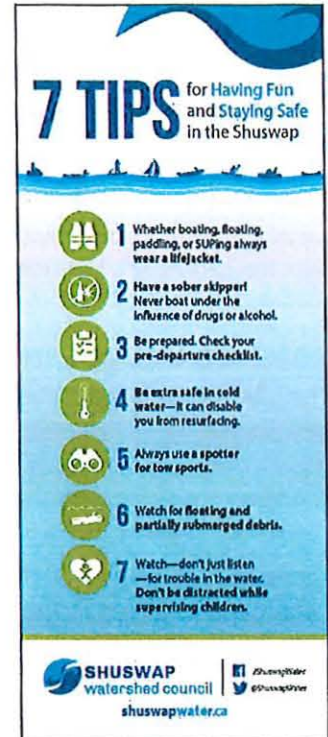 7 TIPS for Having Fun
and Staying Safe
in the Shuswap
1 Whether boating, floating,
paddling, or SUPing always
wear a lifejacket.
2 Have a sober skipper!
Never boat under the
influence of drugs or alcohol.
3 Be prepared. Check your
pre-departure checklist.
4 Be extra safe in cold
water—it can disable
you from resurfacing.
5 Always use a spotter
for tow sports.
6 Watch for floating and
partially submerged debris.
7 Watch—don't just listen
—for trouble in the water.
Don't be distracted while
supervising children.
SHUSWAP
watershed council
/ShuswapWater
@ShuswapWater
shuswapwater.ca